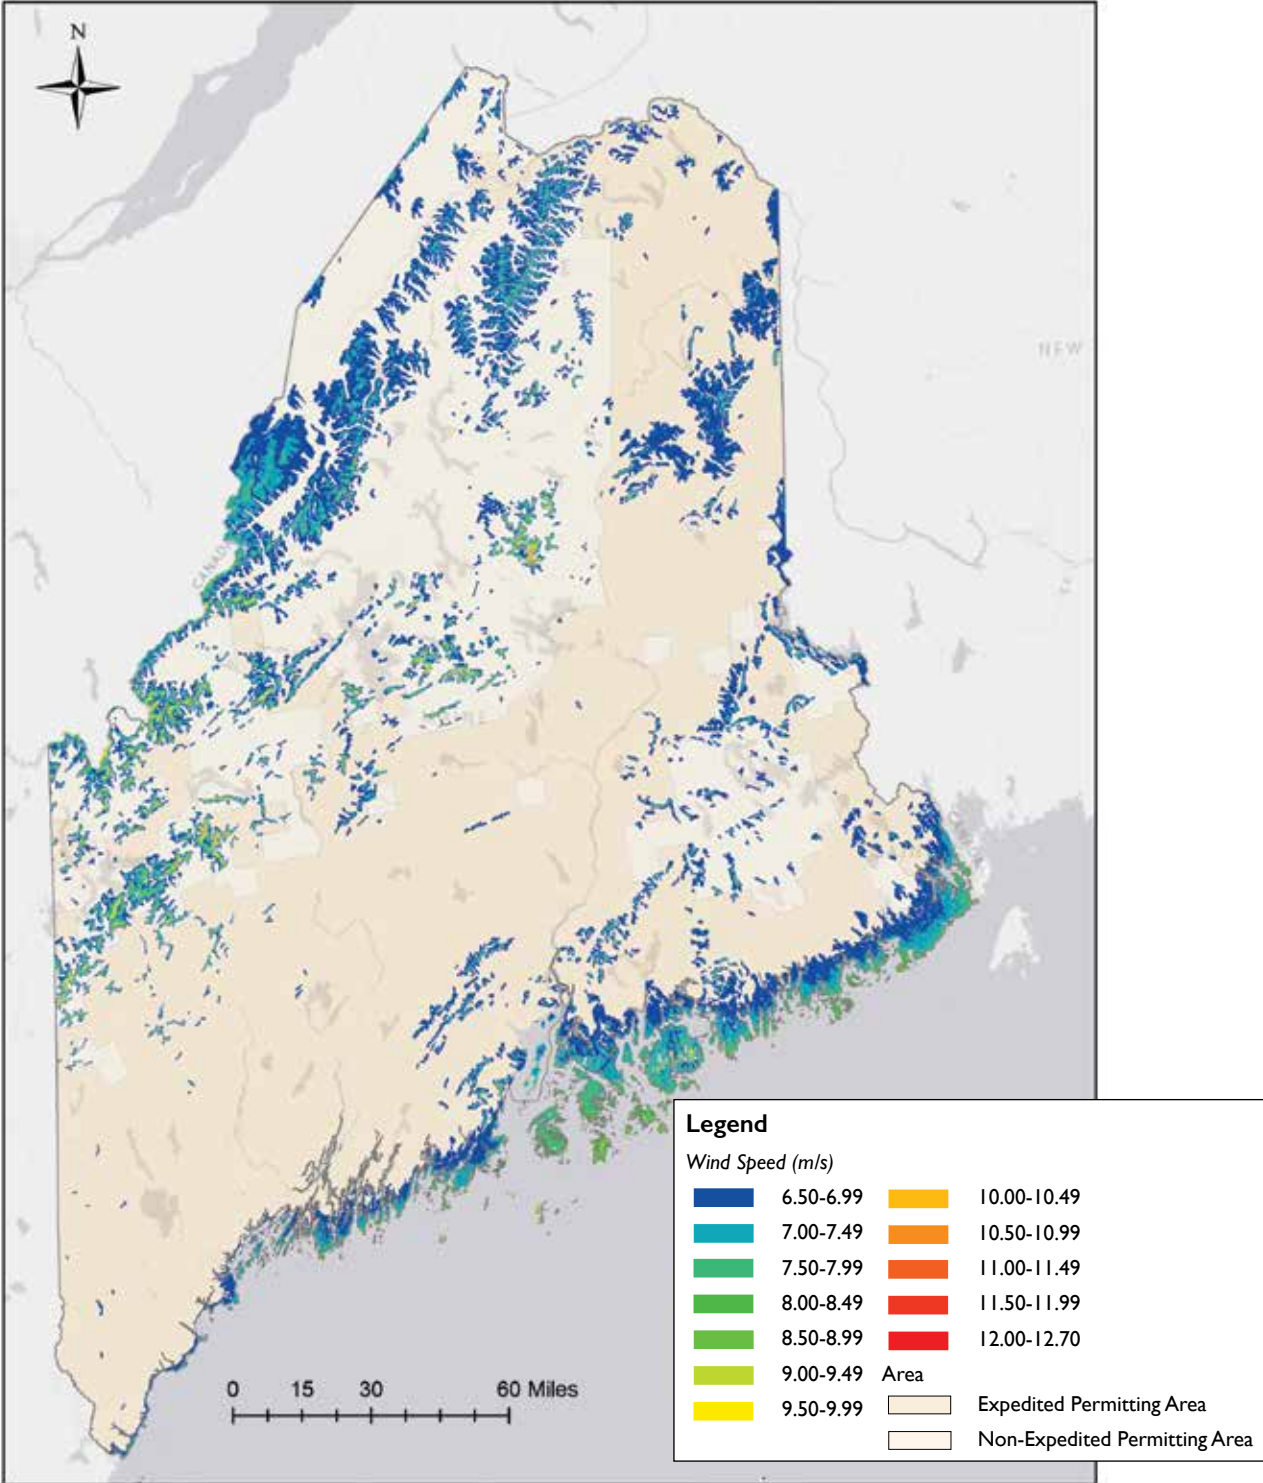 N
NEW
CANADA
Legend
Wind Speed (m/s)
6.50-6.99
7.00-7.49
7.50-7.99
8.00-8.49
8.50-8.99
9.00-9.49
9.50-9.99
10.00-10.49
10.50-10.99
11.00-11.49
11.50-11.99
12.00-12.70
Area
Expedited Permitting Area
Non-Expedited Permitting Area
0 15 30 60 Miles